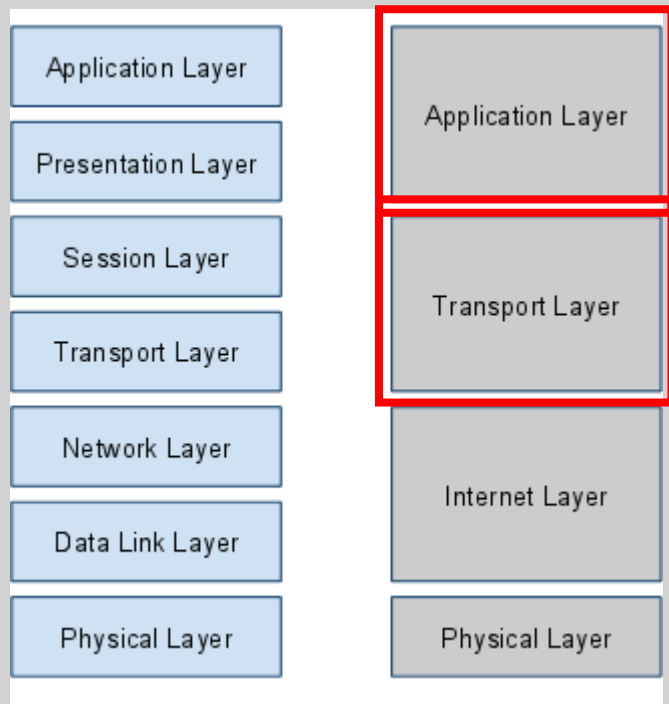 Application Layer
Presentation Layer
Session Layer
Transport Layer
Network Layer
Data Link Layer
Physical Layer
Application Layer
Transport Layer
Internet Layer
Physical Layer